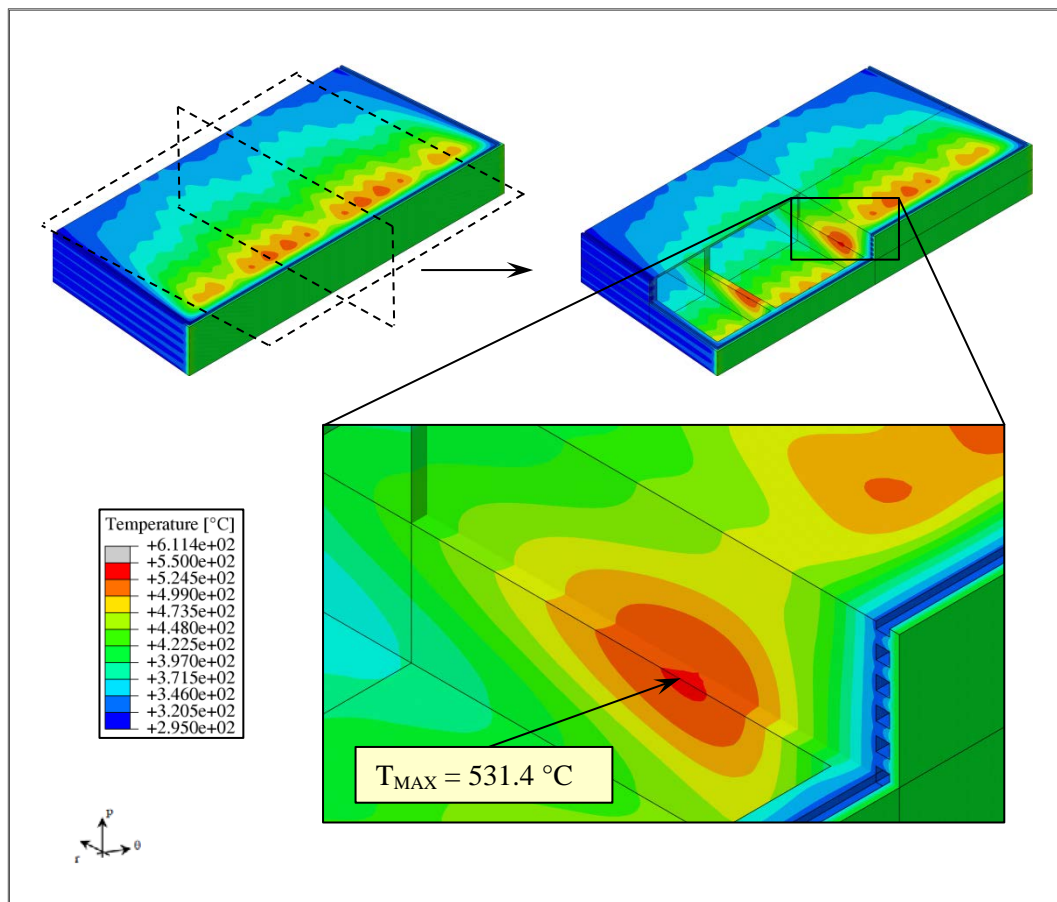 Temperature [°C]
+6.114e+02
+5.500e+02
+5.245e+02
+4.990e+02
+4.735e+02
+4.480e+02
+4.225e+02
+3.970e+02
+3.715e+02
+3.460e+02
+3.205e+02
+2.950e+02
TMAX = 531.4 °C
p
r
θ